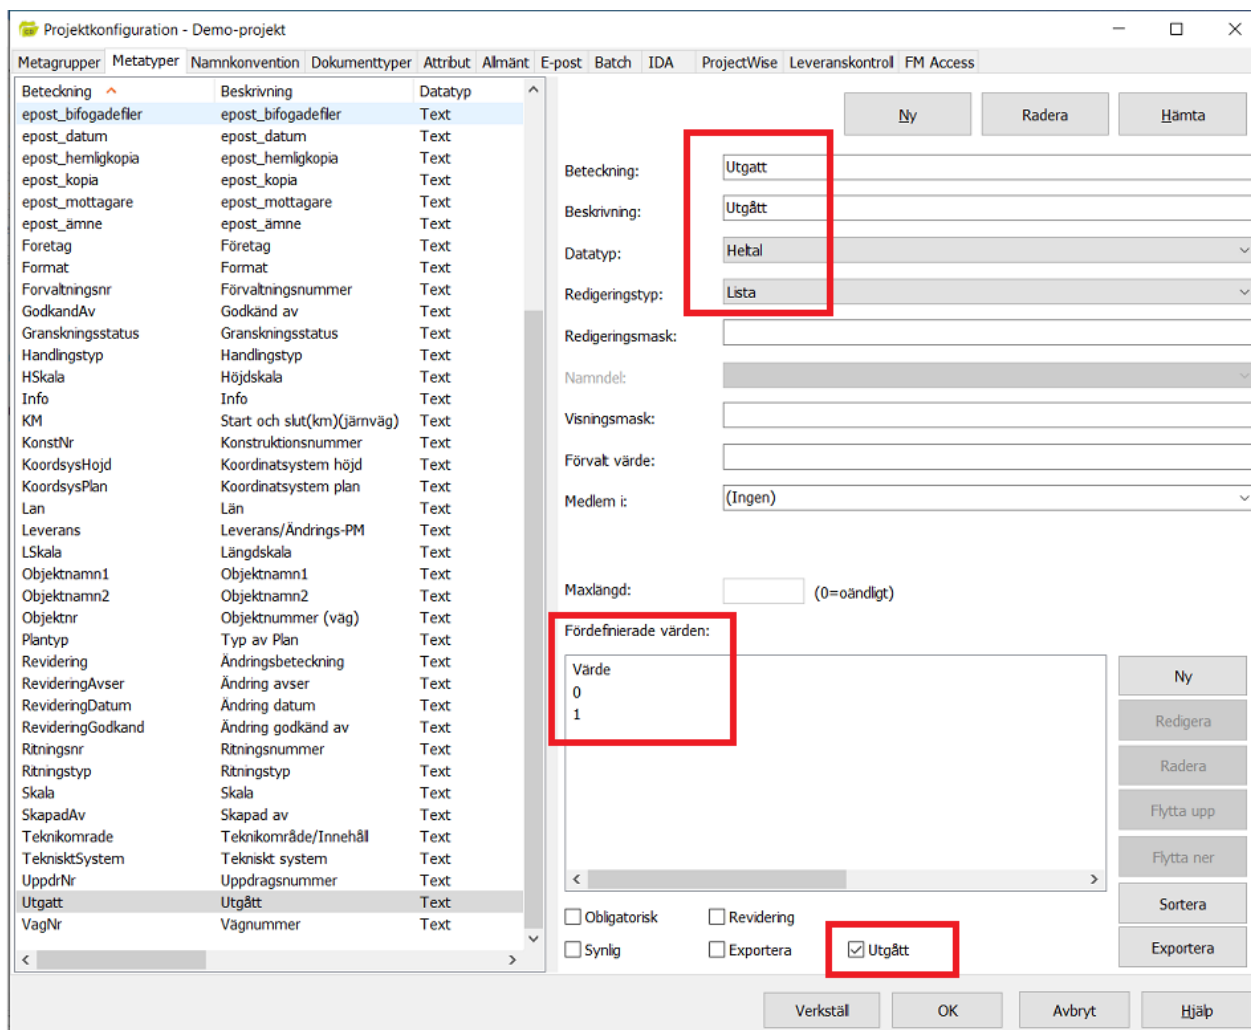 Projektkonfiguration - Demo-projekt
Metagrupper Metatyper Namnkonvention Dokumenttyper Attribut Allmänt E-post Batch IDA ProjectWise Leveranskontroll FM Access
Beteckning Beskrivning Datatyp
epost_bifogadefiler epost_bifogadefiler Text
epost_datum epost_datum Text
epost_hemligkopia epost_hemligkopia Text
epost_kopia epost_kopia Text
epost_mottagare epost_mottagare Text
epost_ämne epost_ämne Text
Foretag Företag Text
Format Format Text
Forvaltningsnr Förvaltningsnummer Text
GodkandAv Godkänd av Text
Granskningsstatus Granskningsstatus Text
Handlingstyp Handlingstyp Text
HSkala Höjdskala Text
Info Info Text
KM Start och slut(km)(järnväg) Text
KonstNr Konstruktionsnummer Text
KoordsysHojd Koordinatsystem höjd Text
KoordsysPlan Koordinatsystem plan Text
Lan Län Text
Leverans Leverans/Ändrings-PM Text
LSkala Längdskala Text
Objektnamn1 Objektnamn1 Text
Objektnamn2 Objektnamn2 Text
Objektnr Objektnummer (väg) Text
Plantyp Typ av Plan Text
Revidering Ändringsbeteckning Text
RevideringAvser Ändring avser Text
RevideringDatum Ändring datum Text
RevideringGodkand Ändring godkänd av Text
Ritningsnr Ritningsnummer Text
Ritningstyp Ritningstyp Text
Skala Skala Text
SkapadAv Skapad av Text
Teknikomrade Teknikområde/Innehåll Text
TeknisktSystem Tekniskt system Text
UppdrNr Uppdragsnummer Text
Utgatt Utgått Text
VagNr Vägnummer Text
Ny Radera Hämta
Beteckning: Utgatt
Beskrivning: Utgått
Datatyp: Heltal
Redigeringstyp: Lista
Redigeringsmask:
Namndel:
Visningsmask:
Förvalt värde:
Medlem i: (Ingen)
Maxlängd: (0=oändligt)
Fördefinierade värden:
Värde
0
1
Ny
Redigera
Radera
Flytta upp
Flytta ner
Sortera
Exportera
Obligatorisk Revidering
Synlig Exportera Utgått
Verkställ OK Avbryt Hjälp